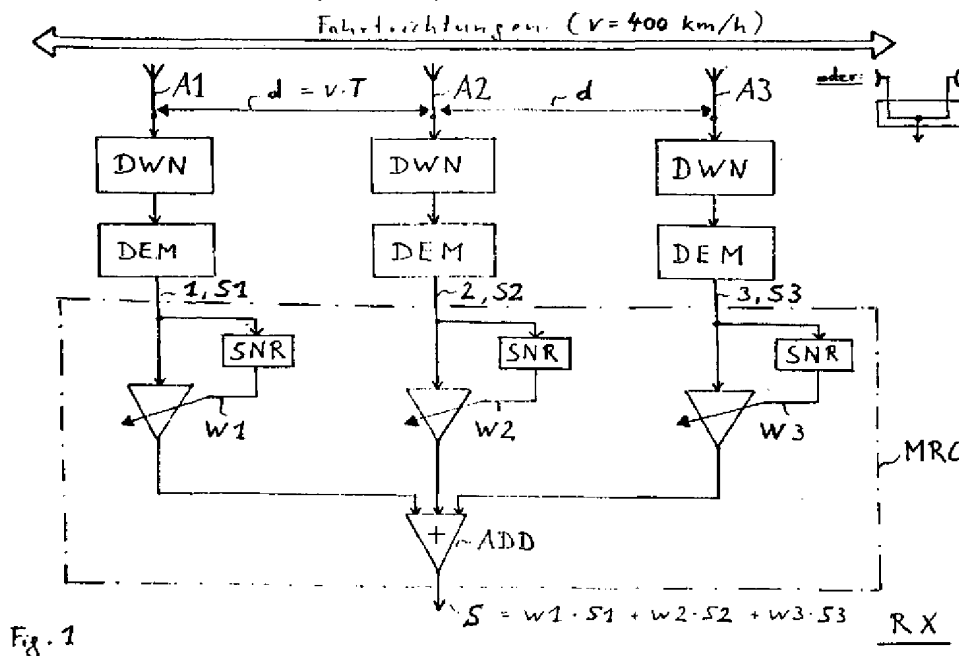 Fahrtrichtungen (v = 400 km/h)
A1
d = v·T
A2
d
A3
oder:
DWN
DWN
DWN
DEM
DEM
DEM
1, S1
2, S2
3, S3
SNR
SNR
SNR
W1
W2
W3
MRC
+
ADD
S = W1·S1 + W2·S2 + W3·S3
Fig. 1
RX